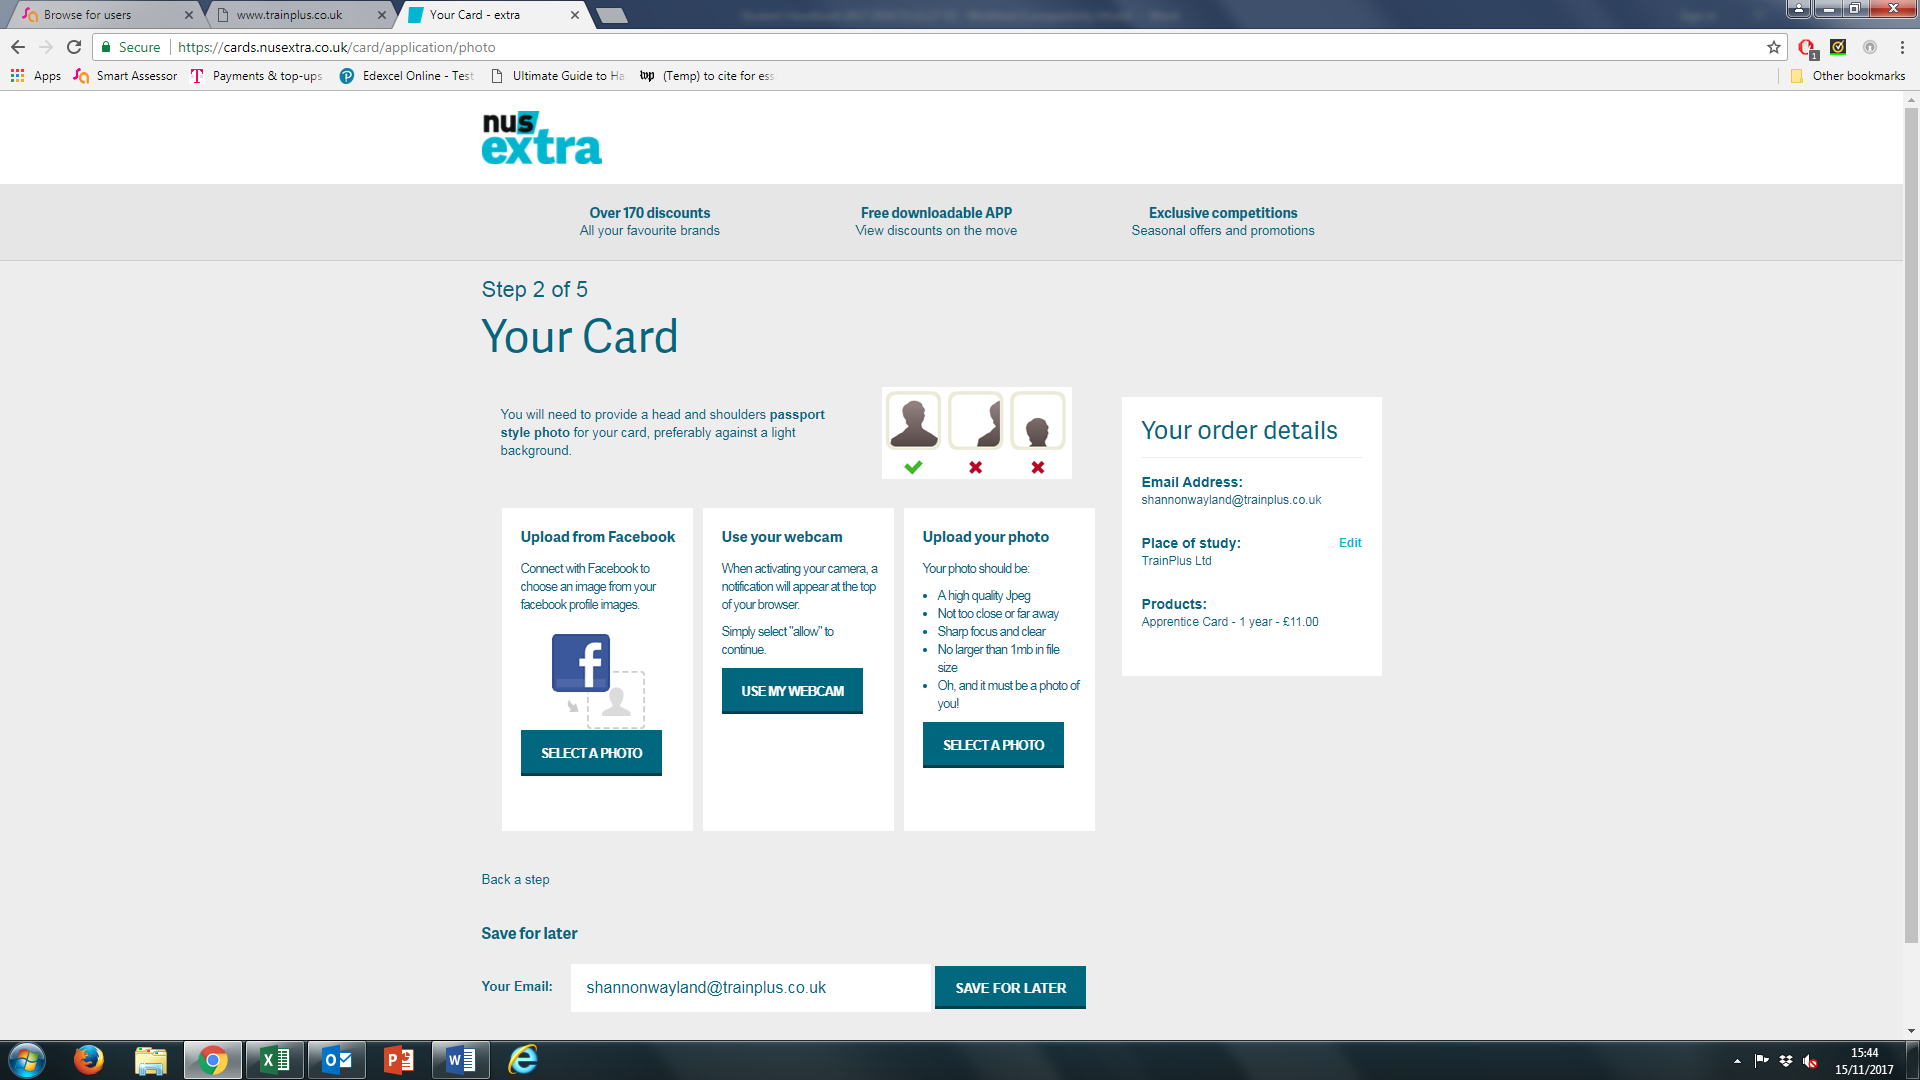 Browse for users
www.trainplus.co.uk
Your Card - extra
Secure
https://cards.nusextra.co.uk/card/application/photo
1
Apps
Smart Assessor
Payments & top-ups
Edexcel Online - Test
Ultimate Guide to Ha
(Temp) to cite for ess
Other bookmarks
nus
extra
Over 170 discounts
All your favourite brands
Free downloadable APP
View discounts on the move
Exclusive competitions
Seasonal offers and promotions
Step 2 of 5
Your Card
You will need to provide a head and shoulders passport
style photo for your card, preferably against a light
background.
Upload from Facebook
Connect with Facebook to
choose an image from your
facebook profile images.
SELECT A PHOTO
Use your webcam
When activating your camera, a
notification will appear at the top
of your browser.
Simply select "allow" to
continue.
USE MY WEBCAM
Upload your photo
Your photo should be:
A high quality Jpeg
Not too close or far away
Sharp focus and clear
No larger than 1mb in file
size
Oh, and it must be a photo of
you!
SELECT A PHOTO
Your order details
Email Address:
shannonwayland@trainplus.co.uk
Place of study:
Edit
TrainPlus Ltd
Products:
Apprentice Card - 1 year - £11.00
Back a step
Save for later
Your Email:
shannonwayland@trainplus.co.uk
SAVE FOR LATER
15:44
15/11/2017